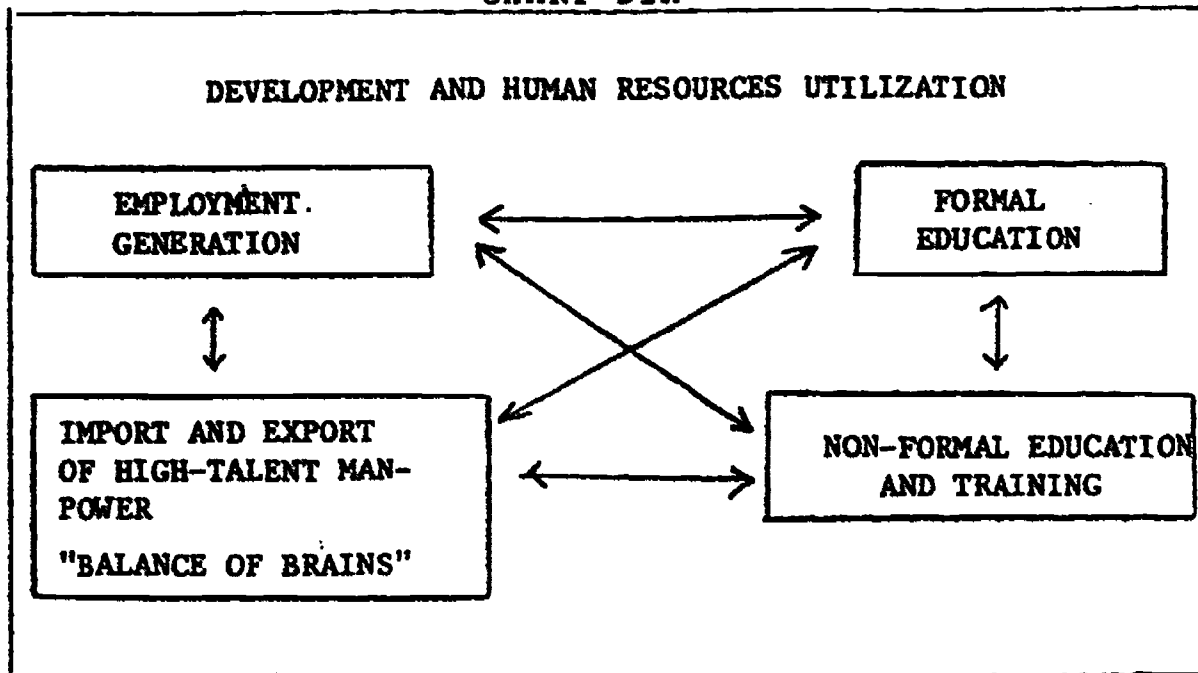 DEVELOPMENT AND HUMAN RESOURCES UTILIZATION
EMPLOYMENT.
GENERATION
FORMAL
EDUCATION
IMPORT AND EXPORT
OF HIGH-TALENT MAN-
POWER
"BALANCE OF BRAINS"
NON-FORMAL EDUCATION
AND TRAINING